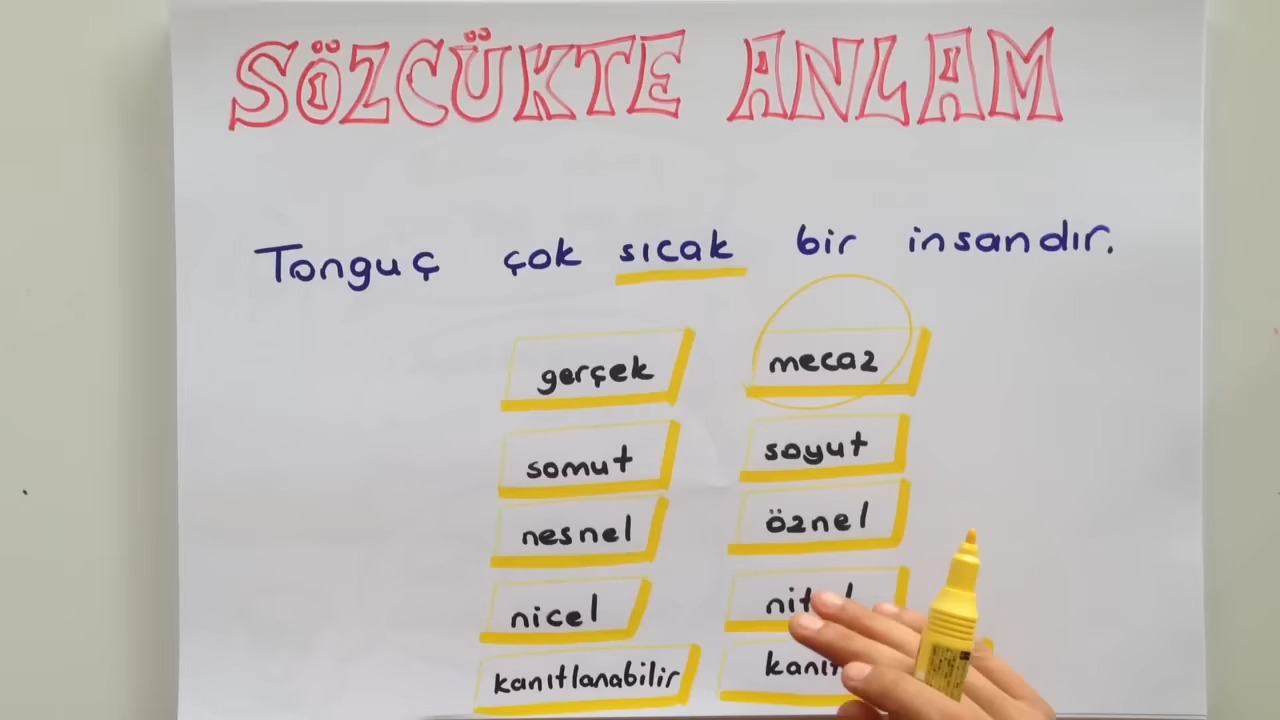 SÖZCÜKTE ANLAM
Tonguç çok sıcak bir insandır.
gerçek mecaz
somut soyut
nesnel öznel
nicel
kanıtlanabilir